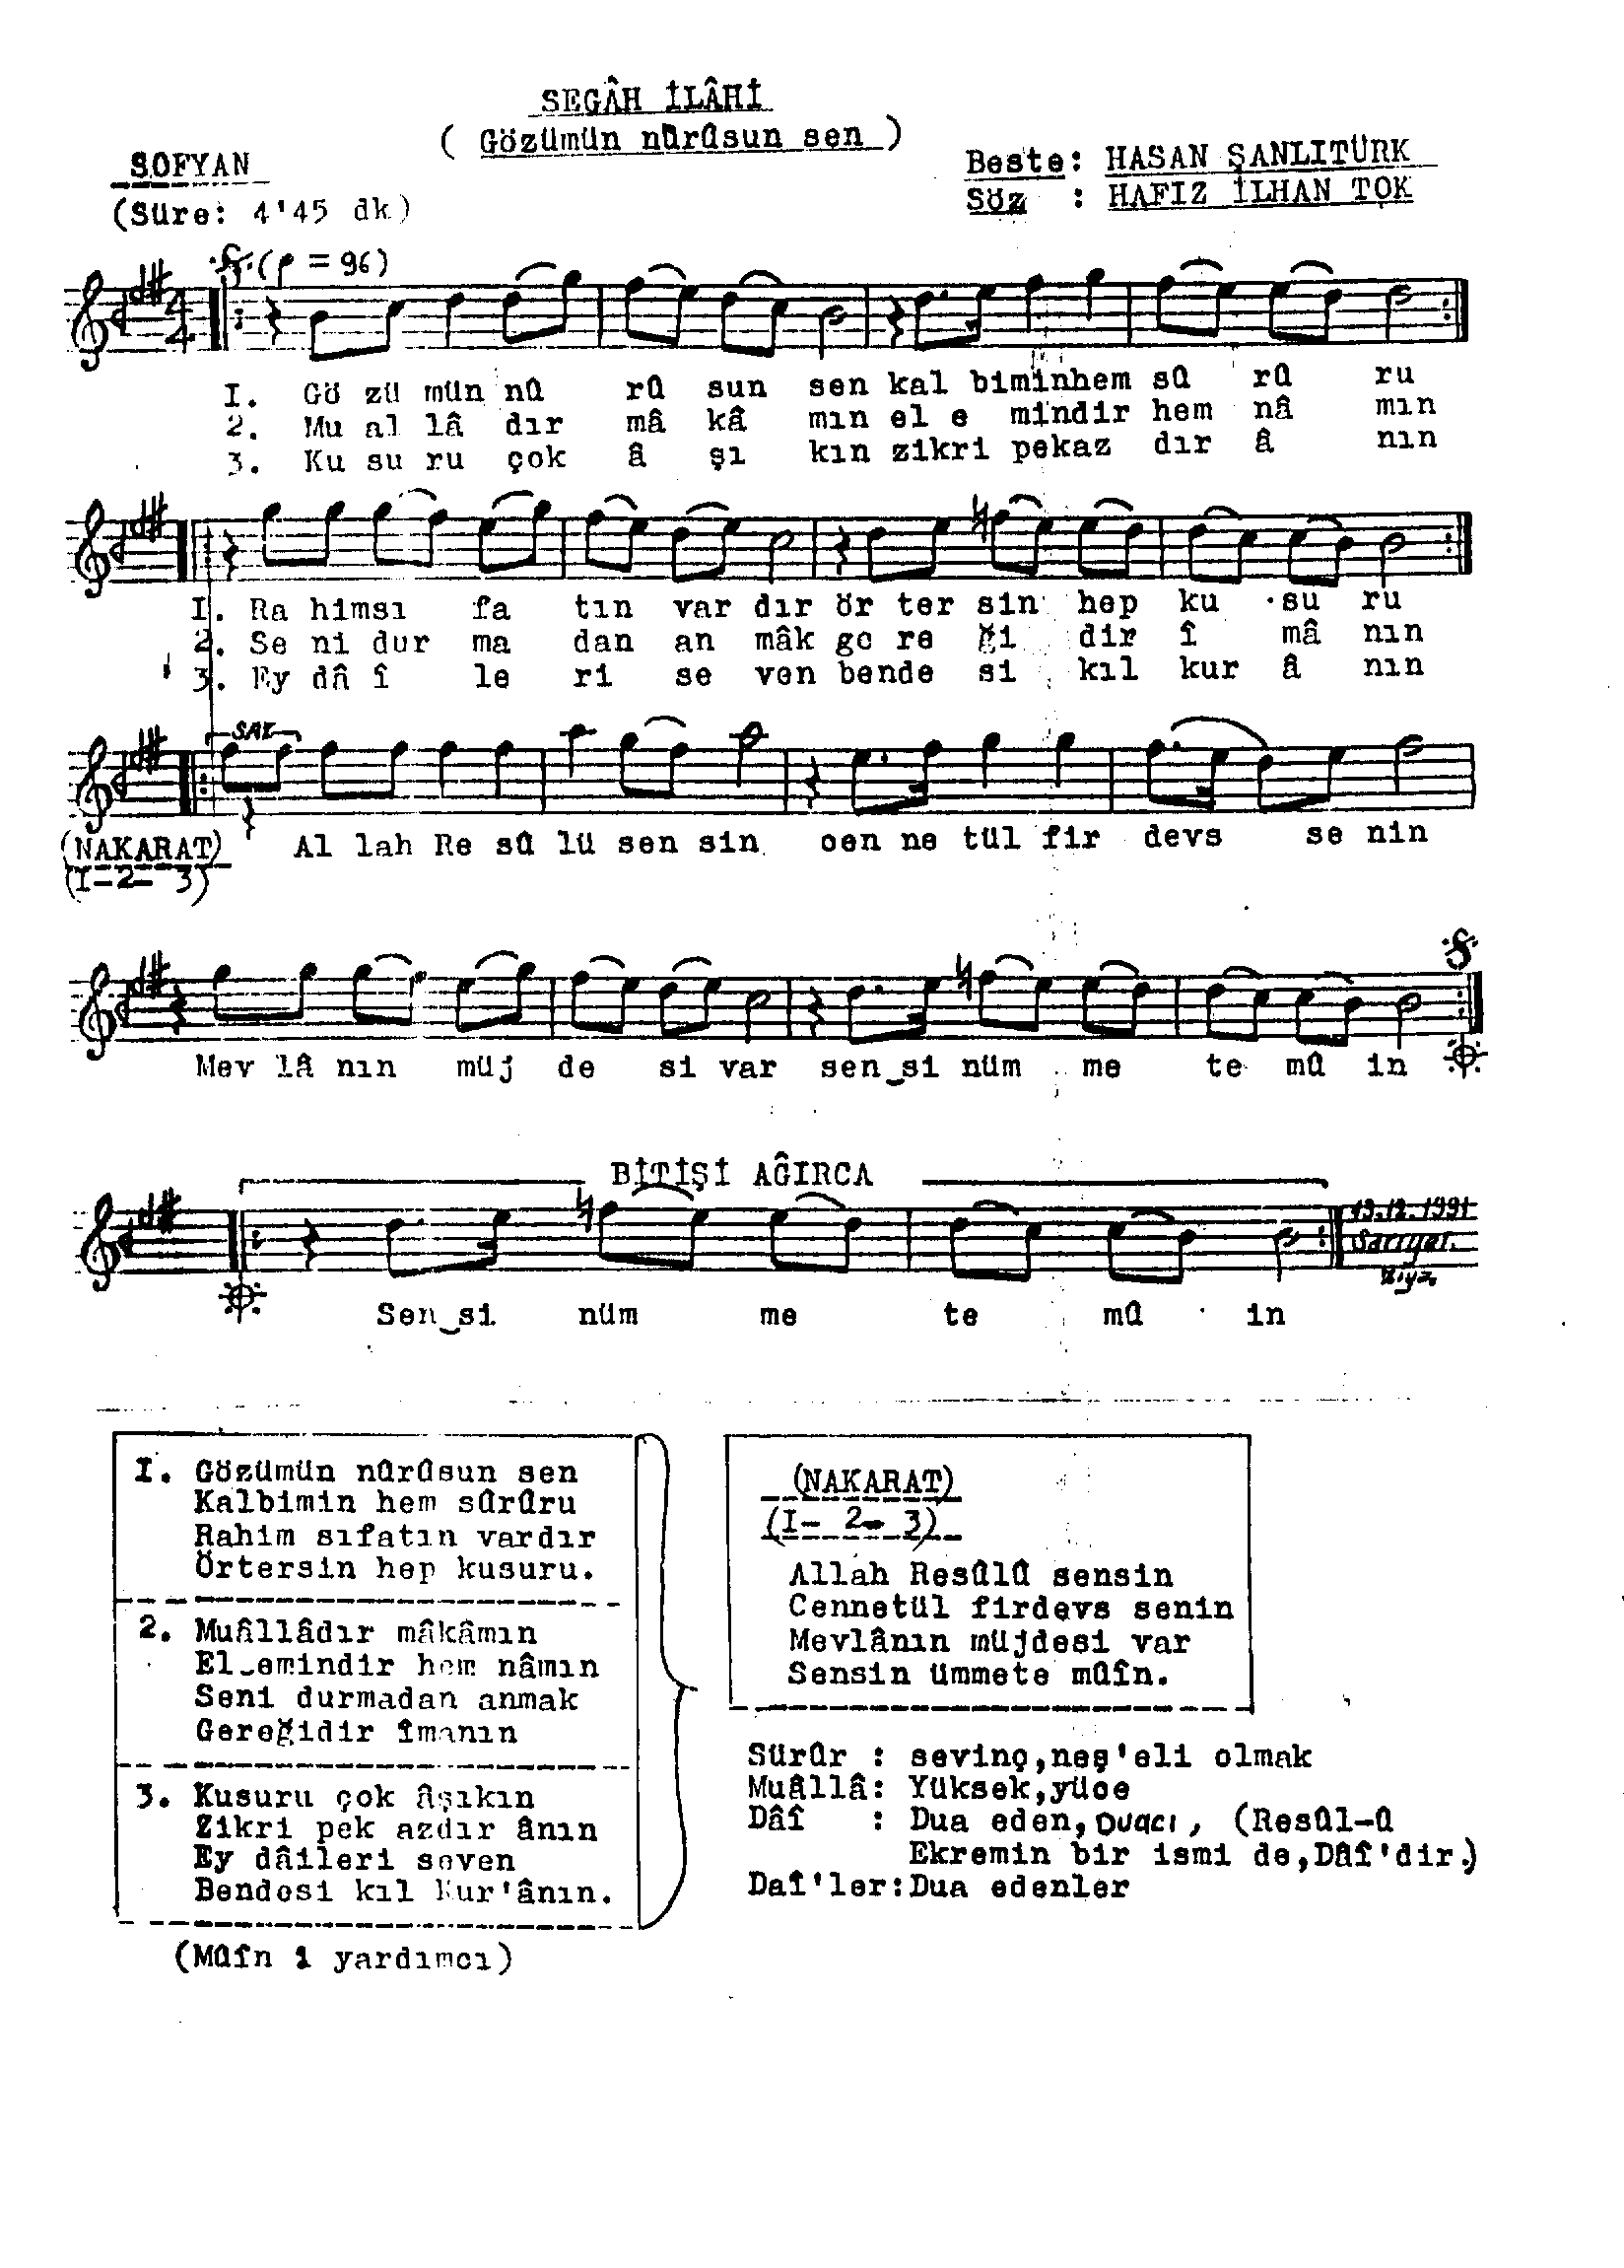 SEGÂH İLÂHİ
( Gözümün nûrûsun sen )
SOFYAN
(Süre: 4'45 dk)
Beste: HASAN ŞANLITÜRK
Söz : HAFIZ İLHAN TOK
( = 96)
I. Gö zü mün nû rû sun sen kal biminhem sû rû ru
2. Mu al lâ dır mâ kâ mın el e mindir hem nâ mın
3. Ku su ru çok â şı kın zikri pekaz dır â nın
I. Ra himsı fa tın var dır ör ter sin hep ku su ru
2. Se ni dur ma dan an mâk ge re ği dir î mâ nın
3. Ey dâ î le ri se ven bende si kıl kur â nın
SAZ
(NAKARAT) Al lah Re sû lü sen sin cen ne tül fir devs se nin
(I-2- 3)
Mev lâ nın müj de si var sen si nüm me te mû in
BİTİŞİ AĞIRCA
13.12.1991
Sen si nüm me te mû in
I. Gözümün nûrûsun sen
Kalbimin hem sûrûru
Rahim sıfatın vardır
Örtersin hep kusuru.
2. Muâllâdır mâkâmın
El-emindir hem nâmın
Seni durmadan anmak
Gereğidir îmanın
3. Kusuru çok âşıkın
Zikri pek azdır ânın
Ey dâileri seven
Bendesi kıl Kur'ânın.
(Mûîn : yardımcı)
(NAKARAT)
(I- 2- 3)
Allah Resûlû sensin
Cennetül firdevs senin
Mevlânın müjdesi var
Sensin ümmete mûîn.
Sürûr : sevinç,neş'eli olmak
Muâllâ: Yüksek,yüce
Dâî : Dua eden, Duacı, (Resûl-û
Ekremin bir ismi de,Dâî'dir.)
Daî'ler:Dua edenler